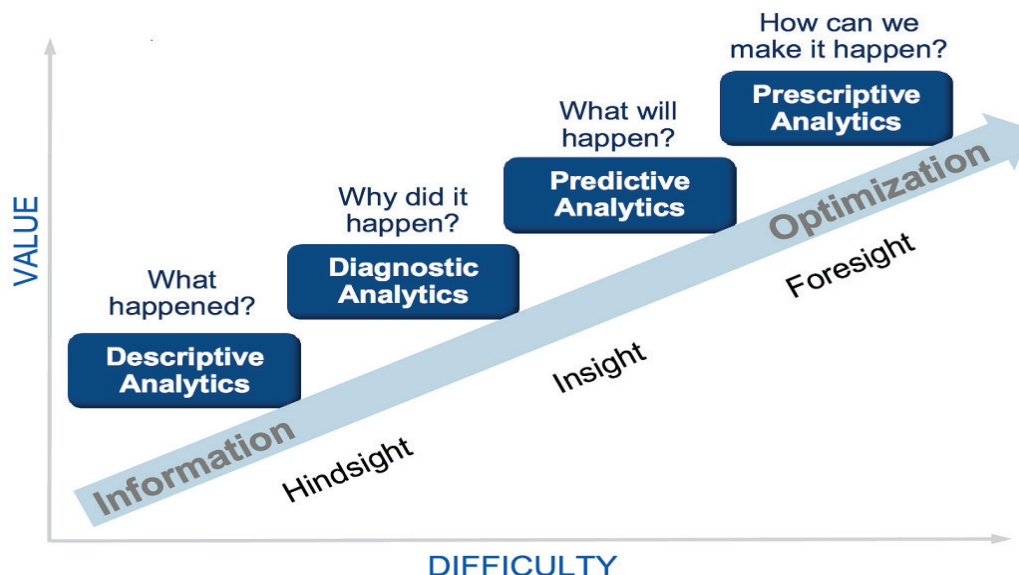 How can we
make it happen?
Prescriptive
Analytics
What will
happen?
Predictive
Analytics
Why did it
happen?
Diagnostic
Analytics
What
happened?
Descriptive
Analytics
VALUE
Information
Optimization
Hindsight
Insight
Foresight
DIFFICULTY